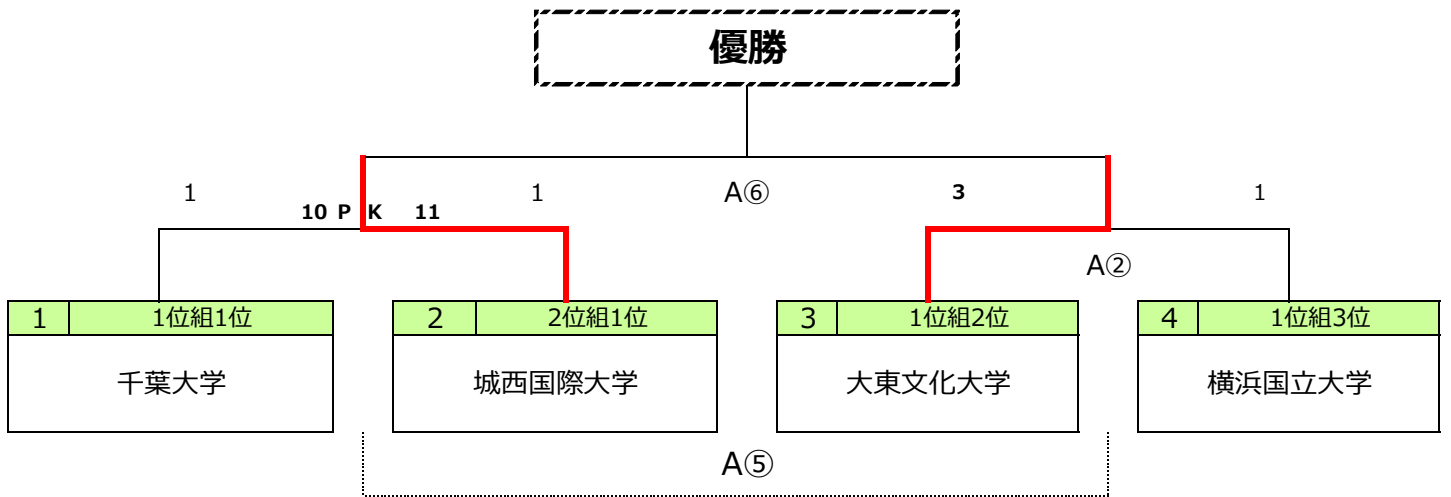 優勝
1 1 A⑥ 3 1
10 P K 11
A②
1 1位組1位 2 2位組1位 3 1位組2位 4 1位組3位
千葉大学 城西国際大学 大東文化大学 横浜国立大学
A⑤